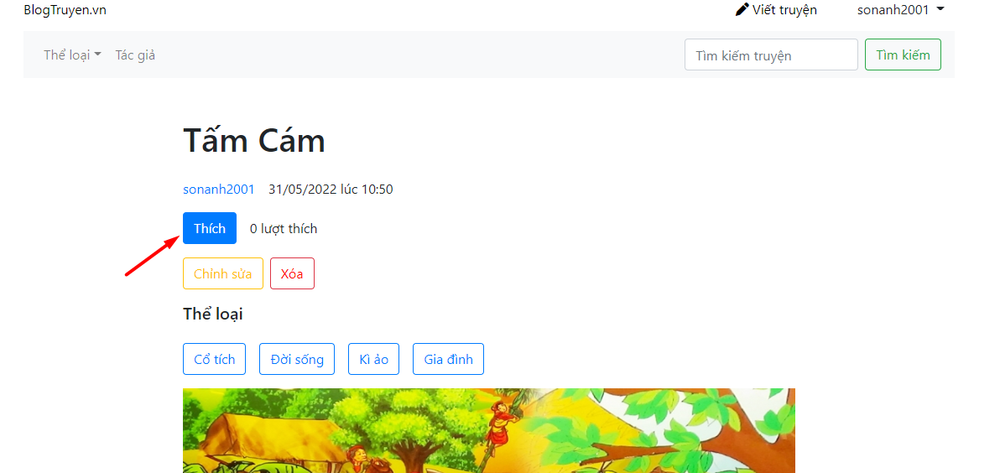 BlogTruyen.vn Viết truyện sonanh2001
Thể loại Tác giả Tìm kiếm truyện Tìm kiếm
Tấm Cám
sonanh2001 31/05/2022 lúc 10:50
Thích 0 lượt thích
Chỉnh sửa Xóa
Thể loại
Cổ tích Đời sống Kì ảo Gia đình